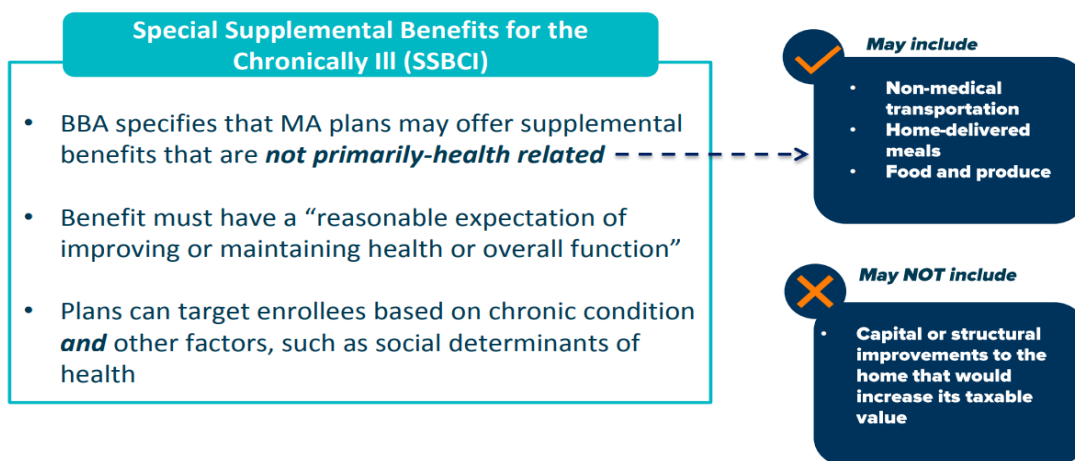 Special Supplemental Benefits for the
Chronically Ill (SSBCI)
• BBA specifies that MA plans may offer supplemental
benefits that are not primarily-health related
• Benefit must have a “reasonable expectation of
improving or maintaining health or overall function”
• Plans can target enrollees based on chronic condition
and other factors, such as social determinants of
health
May include
• Non-medical
transportation
• Home-delivered
meals
• Food and produce
May NOT include
• Capital or structural
improvements to the
home that would
increase its taxable
value